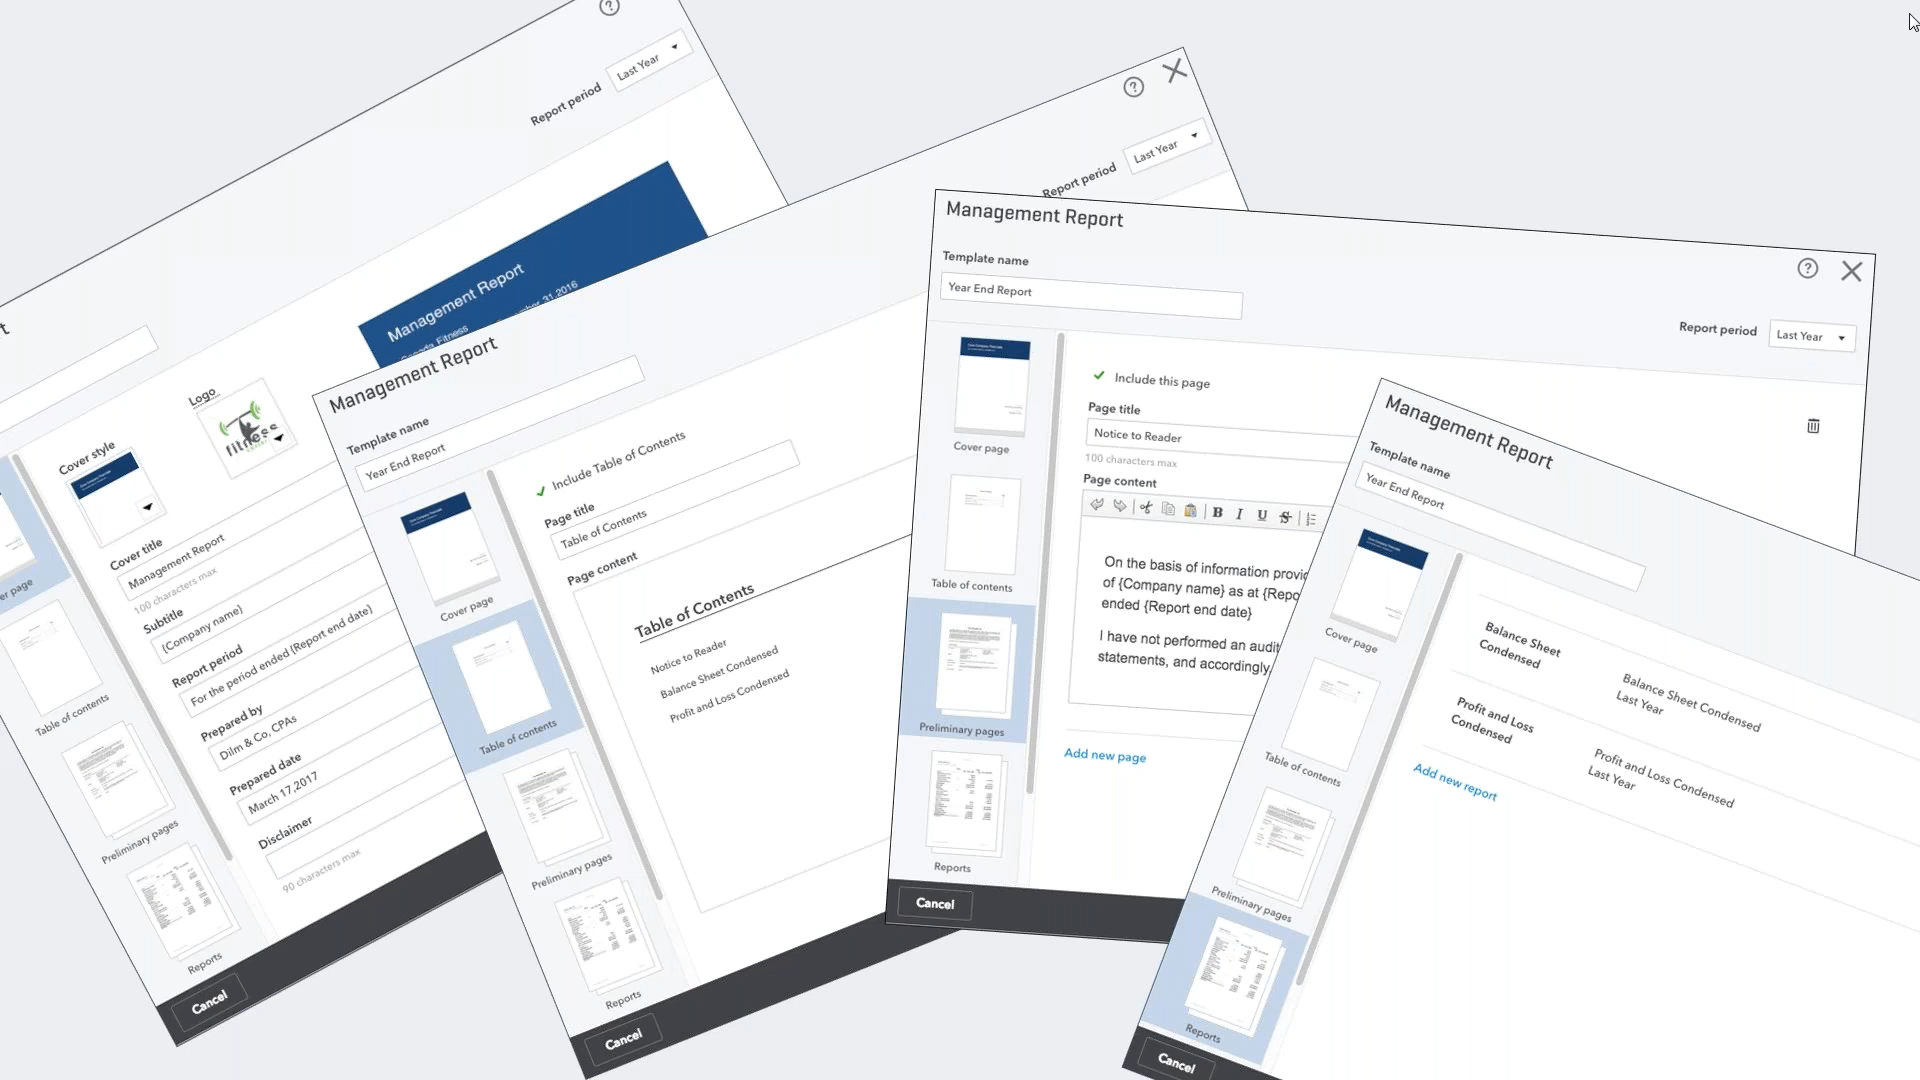 Report period
Last Year
Management Report
Logo
fitness
Cover style
Cover title
Management Report
100 characters max
Subtitle
{Company name}
Report period
For the period ended {Report end date}
Prepared by
Dilm & Co, CPAs
Prepared date
March 17,2017
Disclaimer
90 characters max
Table of contents
Preliminary pages
Reports
Cancel
Report period
Last Year
Management Report
Template name
Year End Report
Include Table of Contents
Page title
Table of Contents
Page content
Table of Contents
Notice to Reader
Balance Sheet Condensed
Profit and Loss Condensed
Cover page
Table of contents
Preliminary pages
Reports
Cancel
Management Report
Template name
Year End Report
Report period
Last Year
Include this page
Page title
Notice to Reader
100 characters max
Page content
B I U S
On the basis of information
of {Company name} as at
ended {Report end date}
I have not performed an audit
statements, and accordingly,
Add new page
Cover page
Table of contents
Preliminary pages
Reports
Cancel
Management Report
Template name
Year End Report
Balance Sheet
Condensed
Balance Sheet Condensed
Last Year
Profit and Loss
Condensed
Profit and Loss Condensed
Last Year
Add new report
Cover page
Table of contents
Preliminary pages
Reports
Cancel